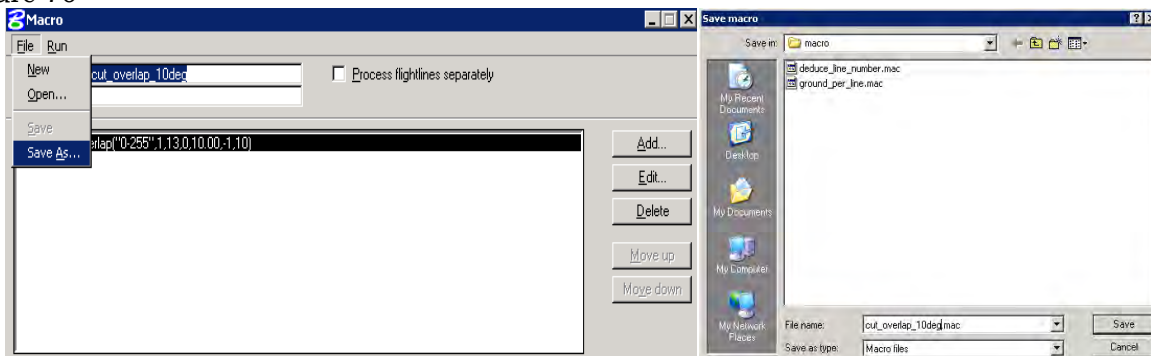 Macro
File Run
New
Open...
Save
Save As...
cut_overlap_10deg
Process flightlines separately
erlap("0-255",1,13,0,10.00,-1,10)
Add...
Edit...
Delete
Move up
Move down
Save macro
Save in:
macro
My Recent
Documents
Desktop
My Documents
My Computer
My Network
Places
deduce_line_number.mac
ground_per_line.mac
File name:
cut_overlap_10deg.mac
Save
Save as type:
Macro files
Cancel